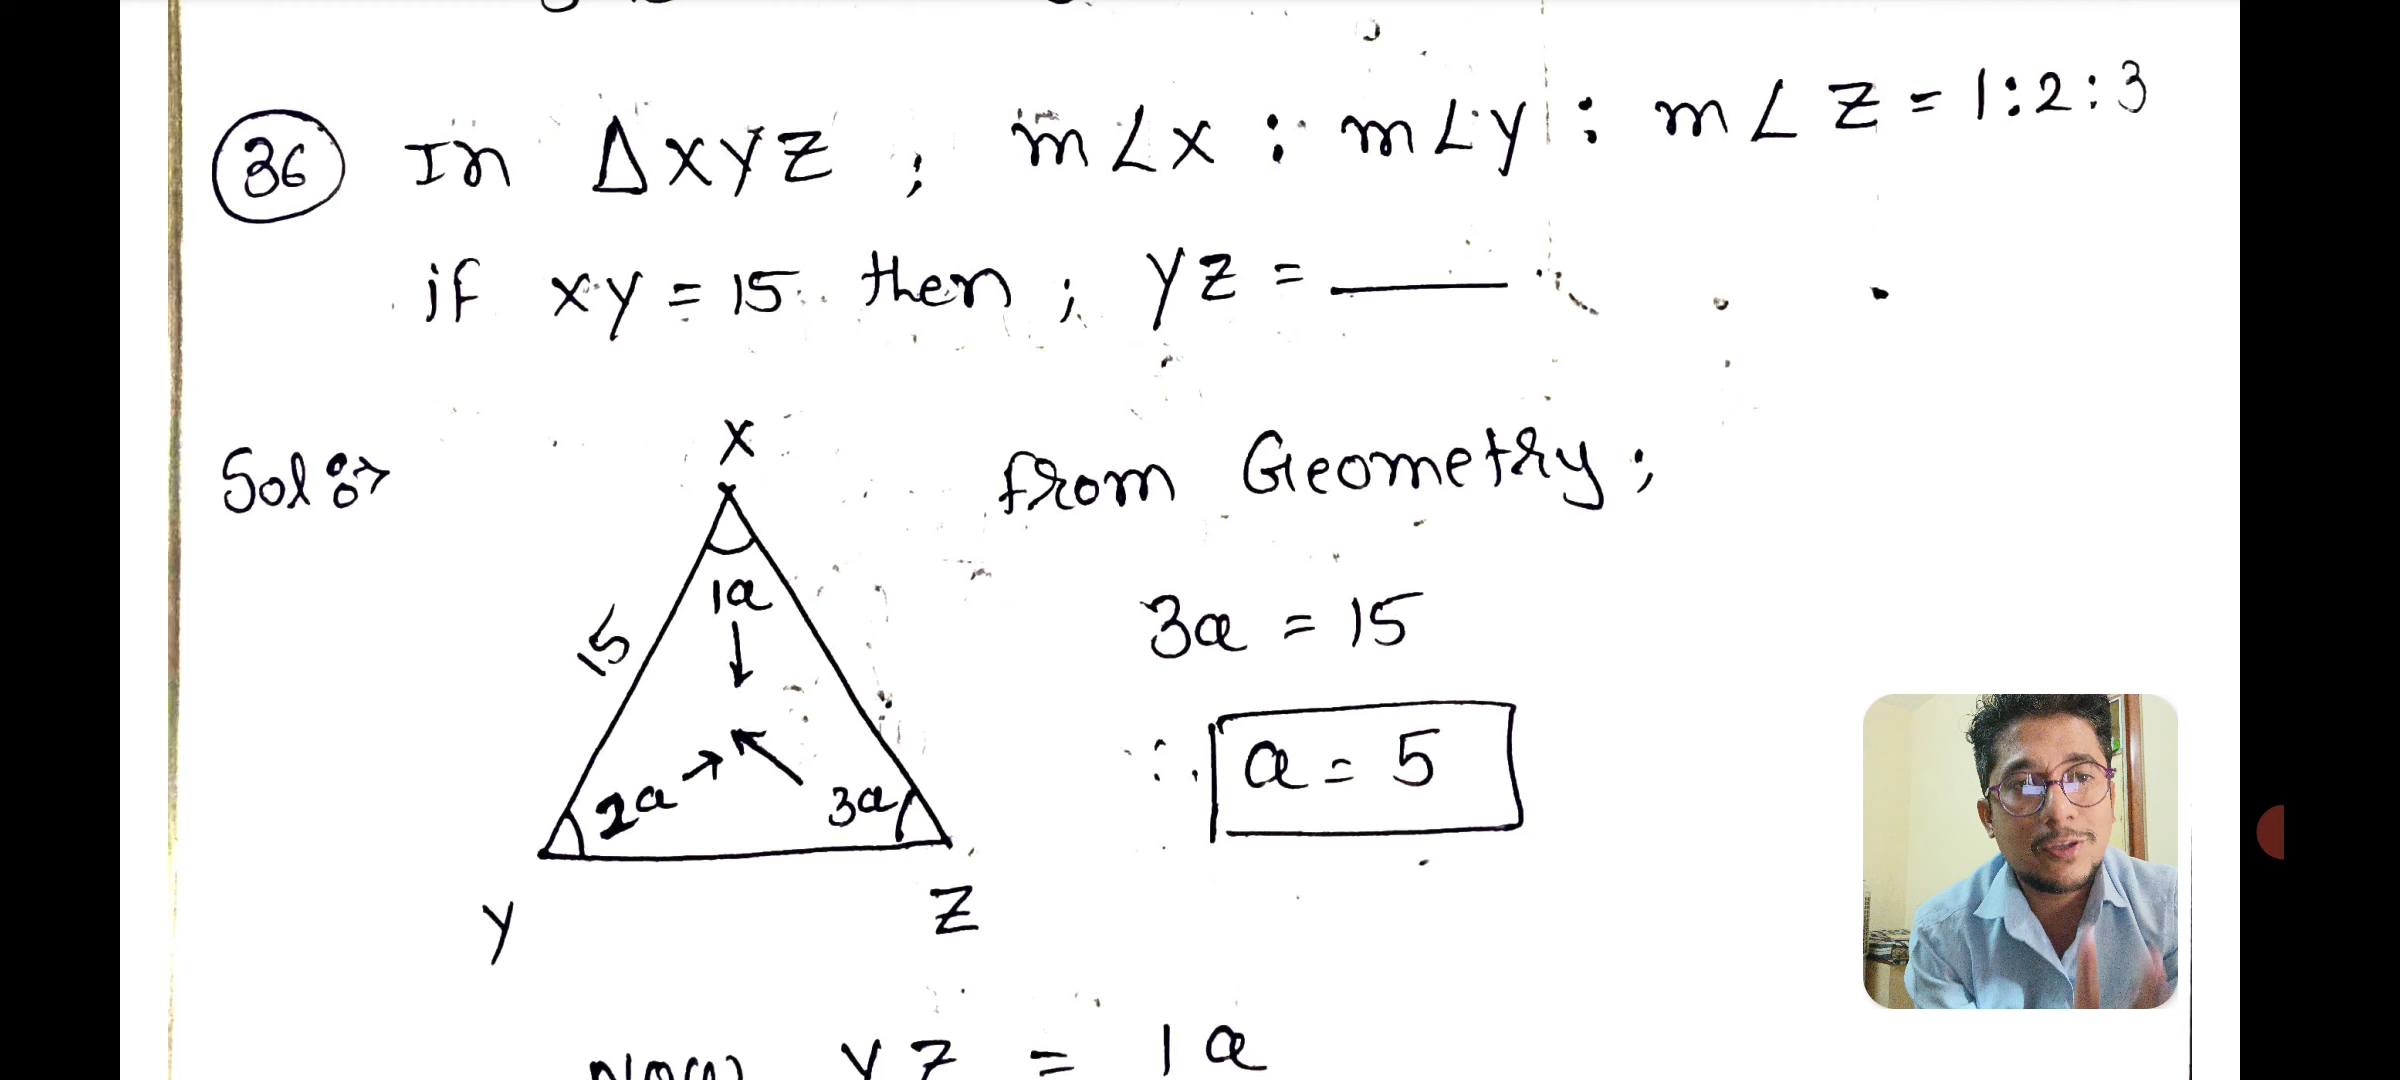 36 In ΔXYZ ; m∠X : m∠Y : m∠Z = 1:2:3
if XY = 15 then ; YZ = ____
Sol :→
X
from Geometry ;
15
1a
3a = 15
2a
3a
∴ a = 5
Y
Z
Now YZ = 1a